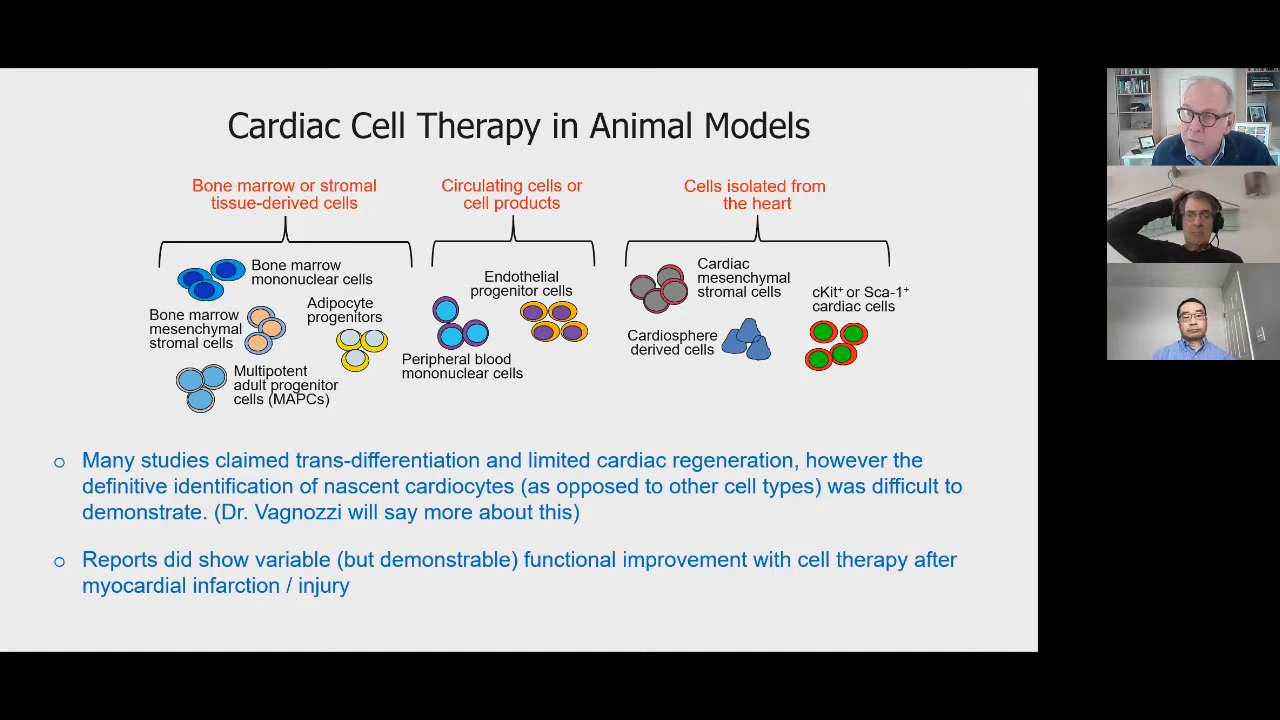 Cardiac Cell Therapy in Animal Models
Bone marrow or stromal
tissue-derived cells
Circulating cells or
cell products
Cells isolated from
the heart
Bone marrow
mononuclear cells
Bone marrow
mesenchymal
stromal cells
Adipocyte
progenitors
Multipotent
adult progenitor
cells (MAPCs)
Endothelial
progenitor cells
Peripheral blood
mononuclear cells
Cardiac
mesenchymal
stromal cells
Cardiosphere
derived cells
cKit⁺ or Sca-1⁺
cardiac cells
Many studies claimed trans-differentiation and limited cardiac regeneration, however the
definitive identification of nascent cardiocytes (as opposed to other cell types) was difficult to
demonstrate. (Dr. Vagnozzi will say more about this)
Reports did show variable (but demonstrable) functional improvement with cell therapy after
myocardial infarction / injury